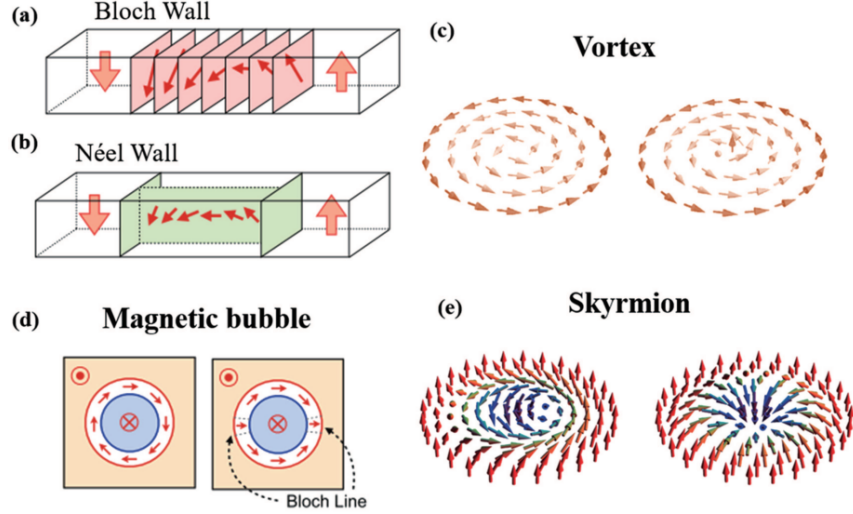 (a)
Bloch Wall
(b)
Néel Wall
(c)
Vortex
(d)
Magnetic bubble
Bloch Line
(e)
Skyrmion